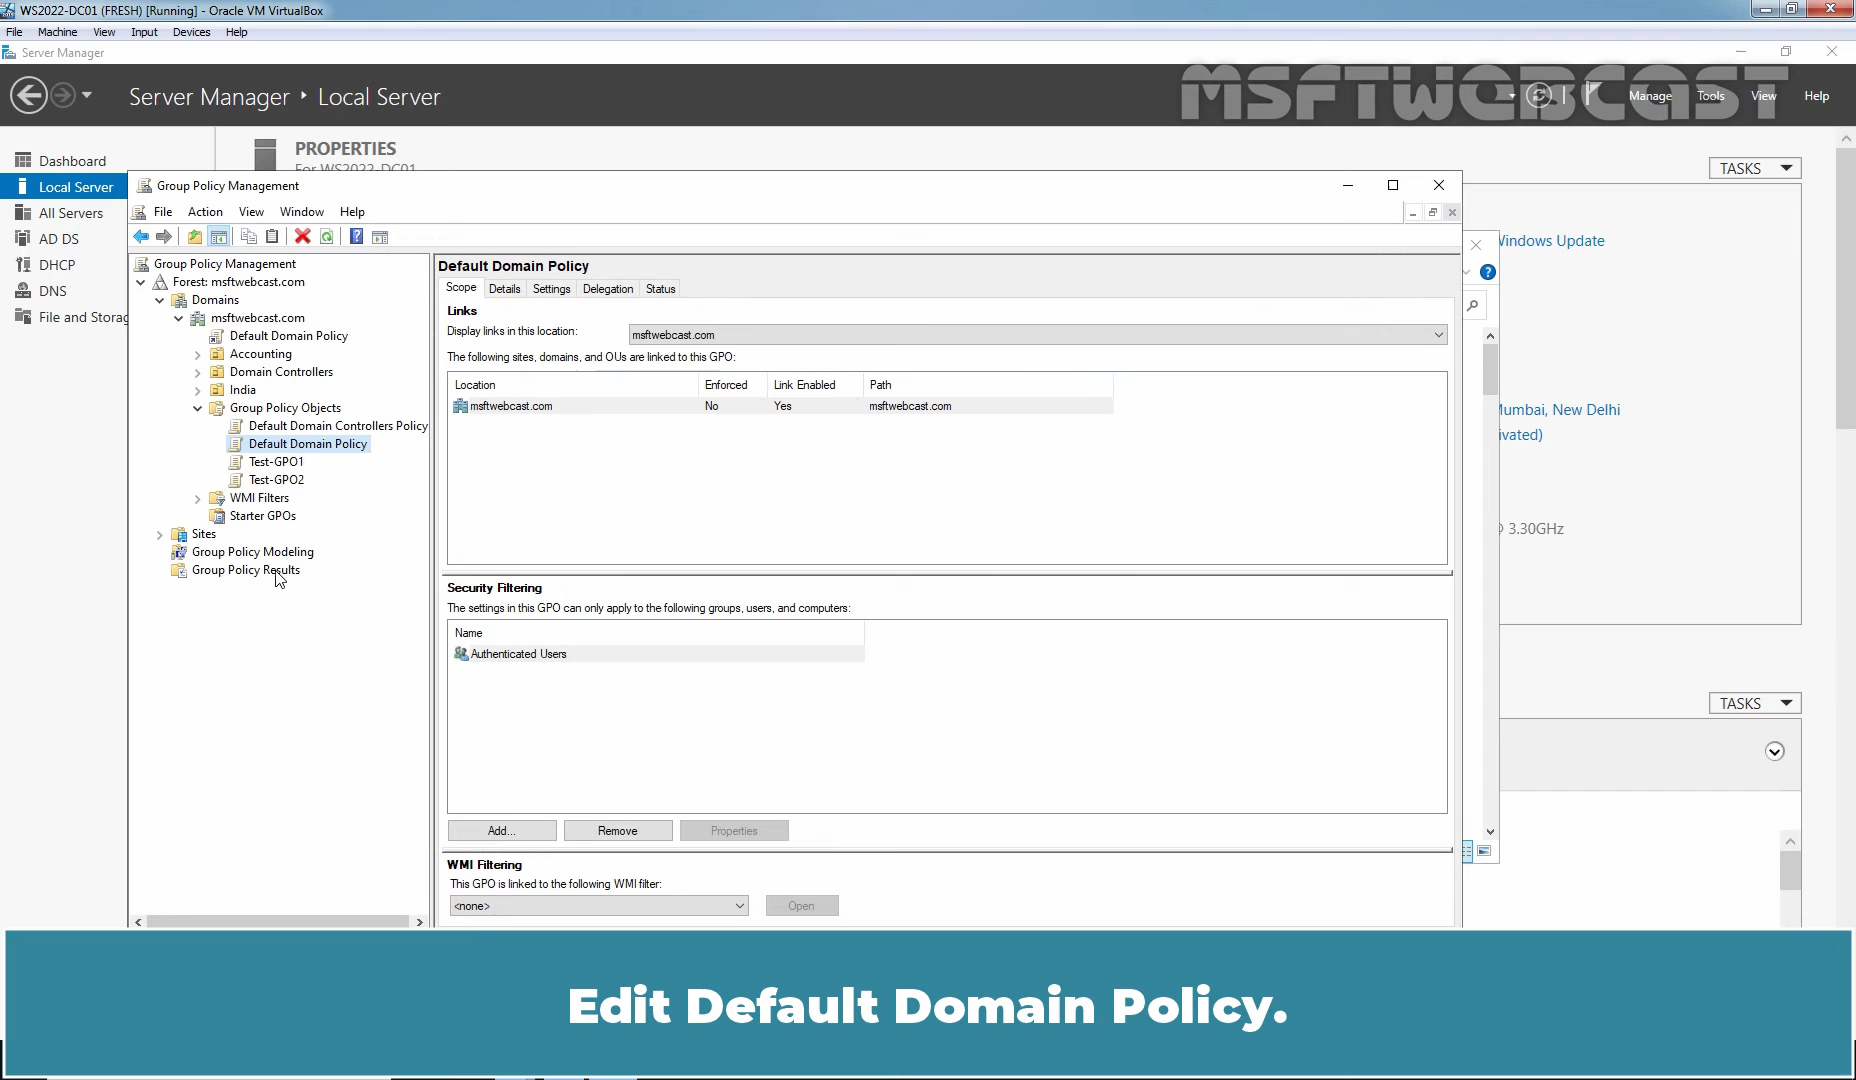 WS2022-DC01 (FRESH) [Running] - Oracle VM VirtualBox
File Machine View Input Devices Help
Server Manager
Server Manager ‣ Local Server
MSFTWEBCAST
Manage Tools View Help
Dashboard
Local Server
All Servers
AD DS
DHCP
DNS
File and Storag
PROPERTIES
For WS2022-DC01
TASKS
Group Policy Management
File Action View Window Help
Group Policy Management
Forest: msftwebcast.com
Domains
msftwebcast.com
Default Domain Policy
Accounting
Domain Controllers
India
Group Policy Objects
Default Domain Controllers Policy
Default Domain Policy
Test-GPO1
Test-GPO2
WMI Filters
Starter GPOs
Sites
Group Policy Modeling
Group Policy Results
Default Domain Policy
Scope Details Settings Delegation Status
Links
Display links in this location: msftwebcast.com
The following sites, domains, and OUs are linked to this GPO:
Location Enforced Link Enabled Path
msftwebcast.com No Yes msftwebcast.com
Security Filtering
The settings in this GPO can only apply to the following groups, users, and computers:
Name
Authenticated Users
Add... Remove Properties
WMI Filtering
This GPO is linked to the following WMI filter:
<none> Open
Windows Update
Mumbai, New Delhi
ivated)
@ 3.30GHz
TASKS
Edit Default Domain Policy.